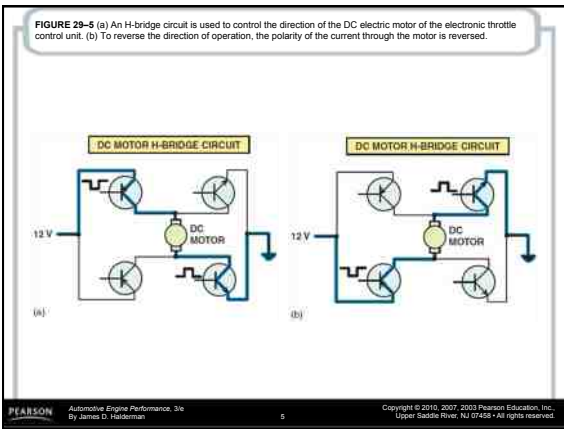 FIGURE 29–5 (a) An H-bridge circuit is used to control the direction of the DC electric motor of the electronic throttle
control unit. (b) To reverse the direction of operation, the polarity of the current through the motor is reversed.
DC MOTOR H-BRIDGE CIRCUIT
12 V
DC
MOTOR
(a)
DC MOTOR H-BRIDGE CIRCUIT
12 V
DC
MOTOR
(b)
PEARSON
Automotive Engine Performance, 3/e
By James D. Halderman
5
Copyright © 2010, 2007, 2003 Pearson Education, Inc.,
Upper Saddle River, NJ 07458 • All rights reserved.